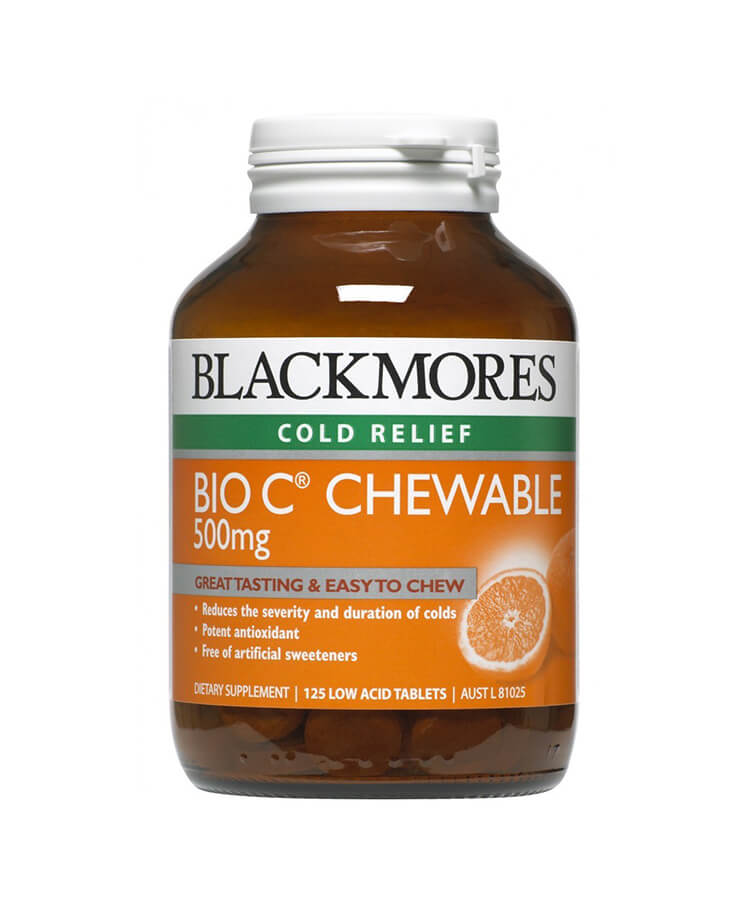 BLACKMORES
COLD RELIEF
BIO C® CHEWABLE
500mg
GREAT TASTING & EASY TO CHEW
• Reduces the severity and duration of colds
• Potent antioxidant
• Free of artificial sweeteners
DIETARY SUPPLEMENT | 125 LOW ACID TABLETS | AUST L 81025